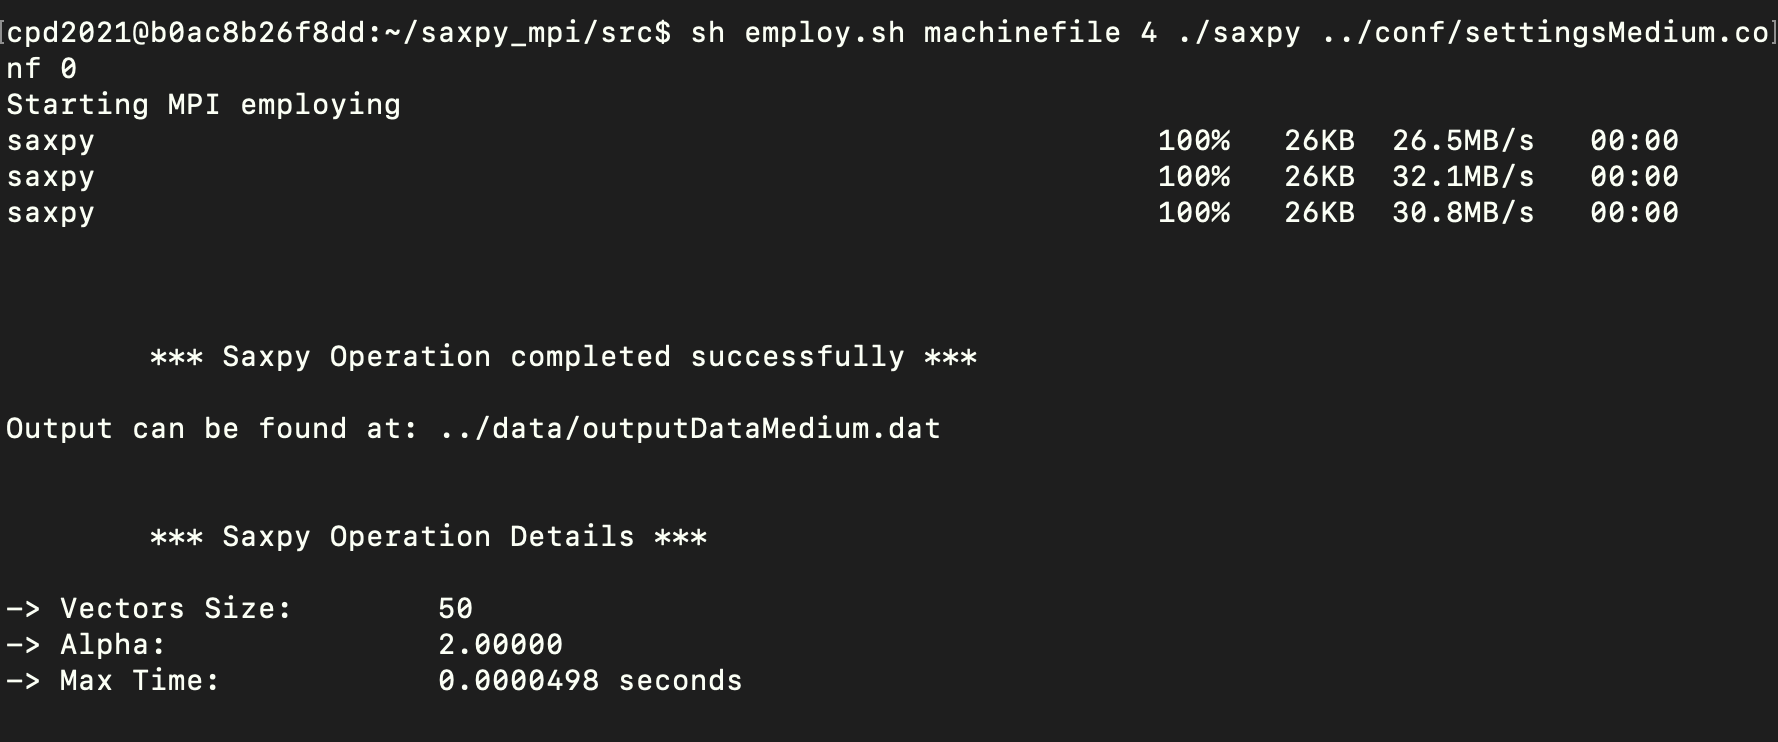 [cpd2021@b0ac8b26f8dd:~/saxpy_mpi/src$ sh employ.sh machinefile 4 ./saxpy ../conf/settingsMedium.co]
nf 0
Starting MPI employing
saxpy 100% 26KB 26.5MB/s 00:00
saxpy 100% 26KB 32.1MB/s 00:00
saxpy 100% 26KB 30.8MB/s 00:00
*** Saxpy Operation completed successfully ***
Output can be found at: ../data/outputDataMedium.dat
*** Saxpy Operation Details ***
-> Vectors Size: 50
-> Alpha: 2.00000
-> Max Time: 0.0000498 seconds